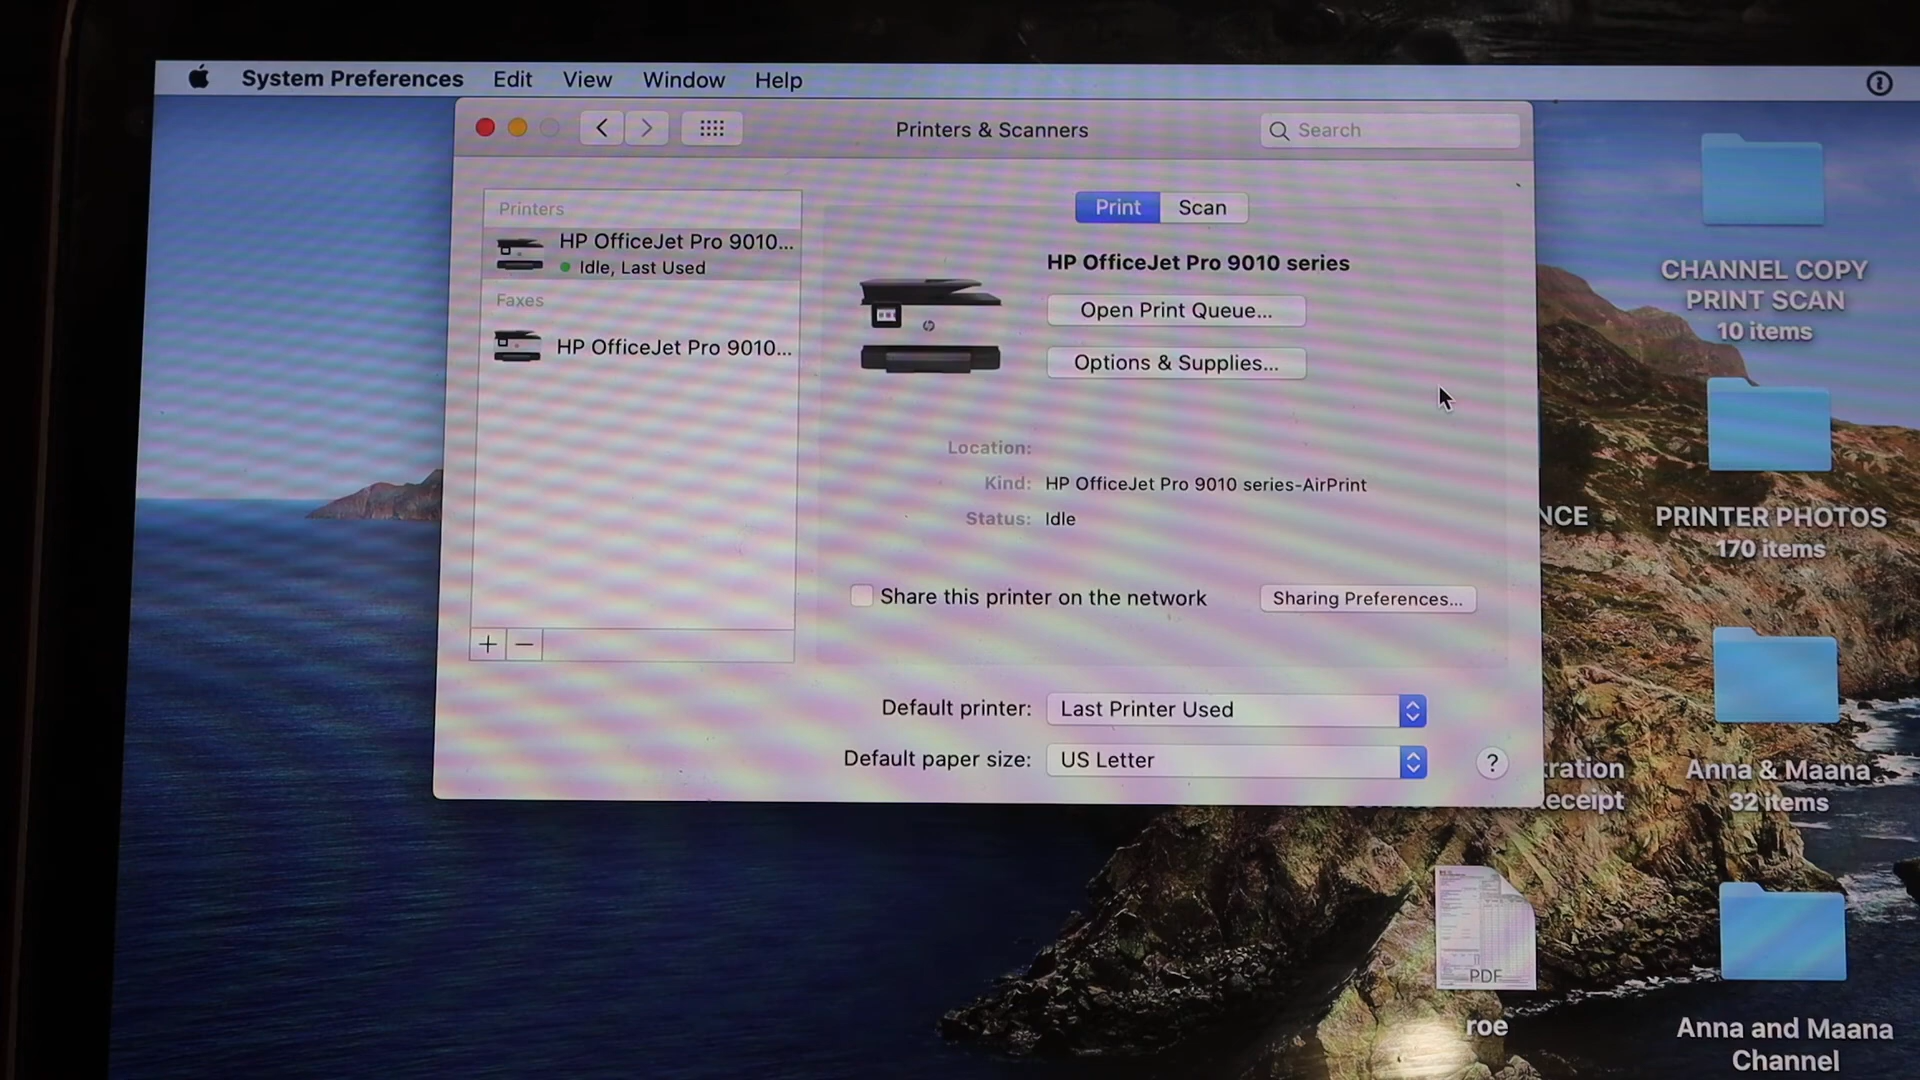 System Preferences Edit View Window Help
Printers & Scanners
Search
Printers
HP OfficeJet Pro 9010...
Idle, Last Used
Faxes
HP OfficeJet Pro 9010...
+ −
Print Scan
HP OfficeJet Pro 9010 series
Open Print Queue...
Options & Supplies...
Location:
Kind: HP OfficeJet Pro 9010 series-AirPrint
Status: Idle
Share this printer on the network
Sharing Preferences...
Default printer: Last Printer Used
Default paper size: US Letter
?
CHANNEL COPY
PRINT SCAN
10 items
NCE
PRINTER PHOTOS
170 items
tration
eceipt
Anna & Maana
32 items
PDF
roe
Anna and Maana
Channel